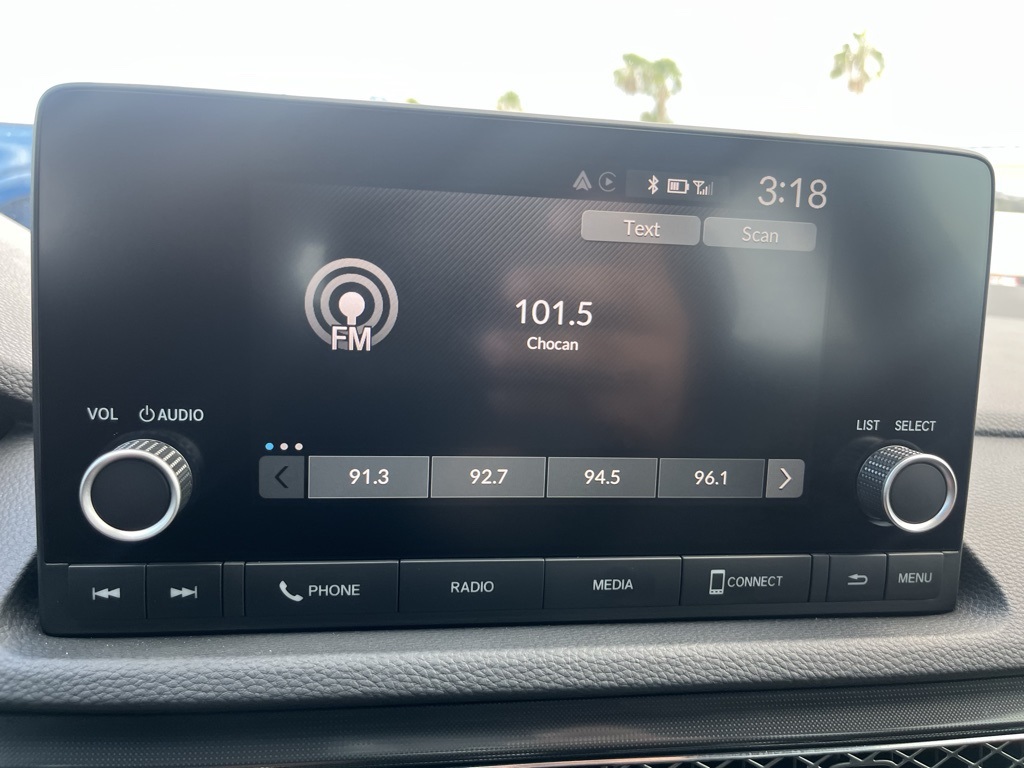 3:18
Text Scan
FM
101.5
Chocan
VOL AUDIO
LIST SELECT
91.3 92.7 94.5 96.1
PHONE RADIO MEDIA CONNECT MENU